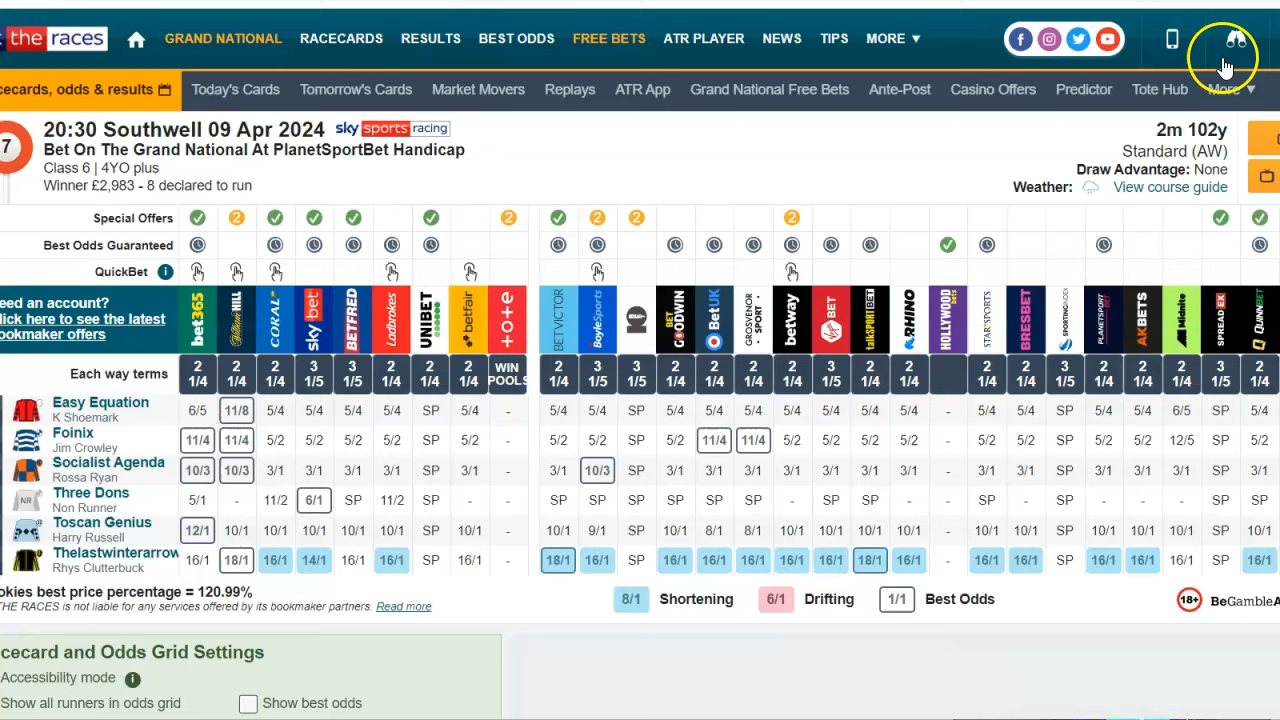 the races
GRAND NATIONAL RACECARDS RESULTS BEST ODDS FREE BETS ATR PLAYER NEWS TIPS MORE ▼
cecards, odds & results Today's Cards Tomorrow's Cards Market Movers Replays ATR App Grand National Free Bets Ante-Post Casino Offers Predictor Tote Hub More ▼
7
20:30 Southwell 09 Apr 2024 sky sports racing
Bet On The Grand National At PlanetSportBet Handicap
Class 6 | 4YO plus
Winner £2,983 - 8 declared to run
2m 102y
Standard (AW)
Draw Advantage: None
Weather: View course guide
Special Offers 2 2 2 2 2
Best Odds Guaranteed
QuickBet i
eed an account?
lick here to see the latest
ookmaker offers
bet365 William HILL CORAL sky bet BETFRED Ladbrokes UNIBET betfair tote BETVICTOR BoyleSports 10 BET GOODWIN BetUK GROSVENOR SPORT betway Virgin BET talkSPORT BET RHINO HOLLYWOOD bets STARSPORTS BRESBET SPORTING INDEX PLANETSPORT BET AKBETS Midnite SPREADEX QUINNBET
Each way terms 2 2 2 3 3 2 2 2 WIN 2 3 3 2 2 2 2 3 2 2 2 2 3 2 2 2 3 2
1/4 1/4 1/4 1/5 1/5 1/4 1/4 1/4 POOLS 1/4 1/5 1/5 1/4 1/4 1/4 1/4 1/5 1/4 1/4 1/4 1/4 1/5 1/4 1/4 1/4 1/5 1/4
Easy Equation 6/5 11/8 5/4 5/4 5/4 5/4 SP 5/4 - 5/4 5/4 SP 5/4 5/4 5/4 5/4 5/4 5/4 5/4 - 5/4 5/4 SP 5/4 5/4 6/5 SP 5/4
K Shoemark
Foinix 11/4 11/4 5/2 5/2 5/2 5/2 SP 5/2 - 5/2 5/2 SP 5/2 11/4 11/4 5/2 5/2 5/2 5/2 - 5/2 5/2 SP 5/2 5/2 12/5 SP 5/2
Jim Crowley
Socialist Agenda 10/3 10/3 3/1 3/1 3/1 3/1 SP 3/1 - 3/1 10/3 SP 3/1 3/1 3/1 3/1 3/1 3/1 3/1 - 3/1 3/1 SP 3/1 3/1 3/1 SP 3/1
Rossa Ryan
NR Three Dons 5/1 - 11/2 6/1 SP 11/2 SP - - SP SP SP SP SP SP - SP SP - - SP - SP - - - SP SP
Non Runner
Toscan Genius 12/1 10/1 10/1 10/1 10/1 10/1 SP 10/1 - 10/1 9/1 SP 10/1 8/1 8/1 10/1 10/1 10/1 10/1 - 10/1 10/1 SP 10/1 10/1 10/1 SP 10/1
Harry Russell
Thelastwinterarrow 16/1 18/1 16/1 14/1 16/1 16/1 SP 16/1 - 18/1 16/1 SP 16/1 16/1 16/1 16/1 16/1 18/1 16/1 - 16/1 16/1 SP 16/1 16/1 16/1 SP 16/1
Rhys Clutterbuck
okies best price percentage = 120.99%
THE RACES is not liable for any services offered by its bookmaker partners. Read more
8/1 Shortening 6/1 Drifting 1/1 Best Odds
18+ BeGambleA
cecard and Odds Grid Settings
Accessibility mode i
Show all runners in odds grid Show best odds